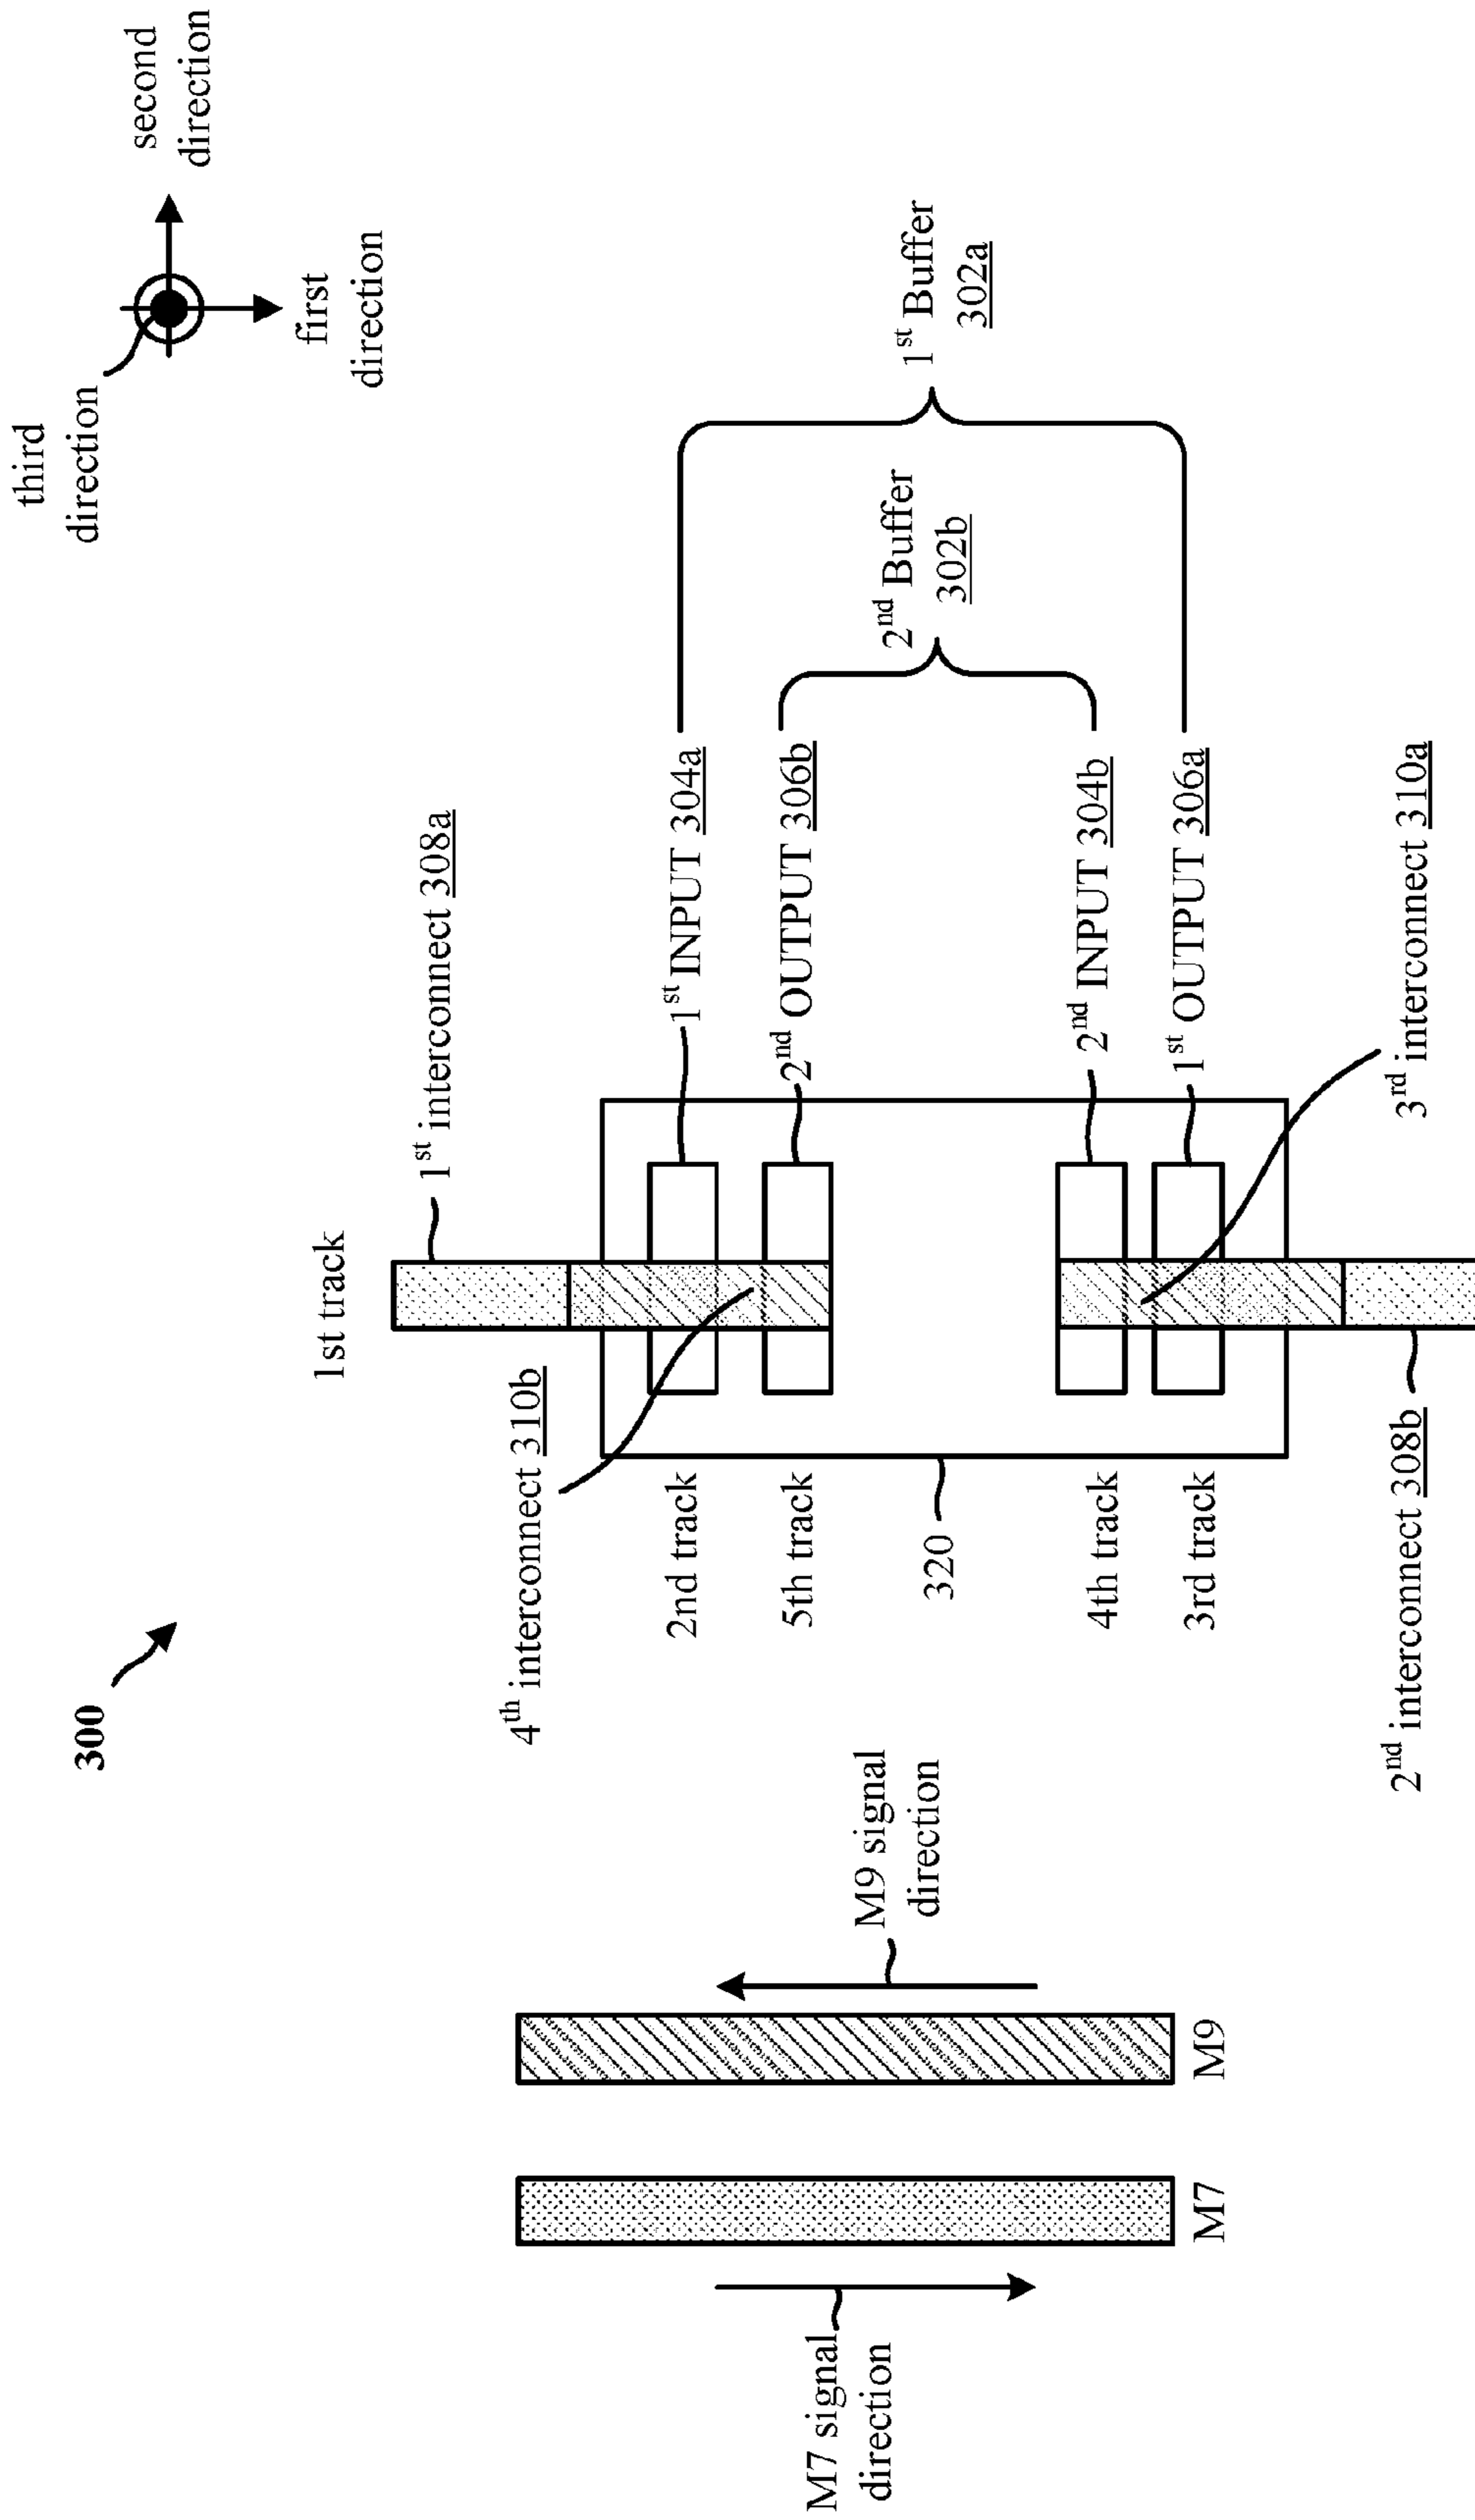 300
third
direction
second
direction
first
direction
1st track
1st interconnect 308a
4th interconnect 310b
1st INPUT 304a
2nd OUTPUT 306b
2nd INPUT 304b
1st OUTPUT 306a
2nd Buffer
302b
1st Buffer
302a
2nd track
5th track
320
4th track
3rd track
3rd interconnect 310a
2nd interconnect 308b
M7 signal
direction
M9 signal
direction
M7
M9